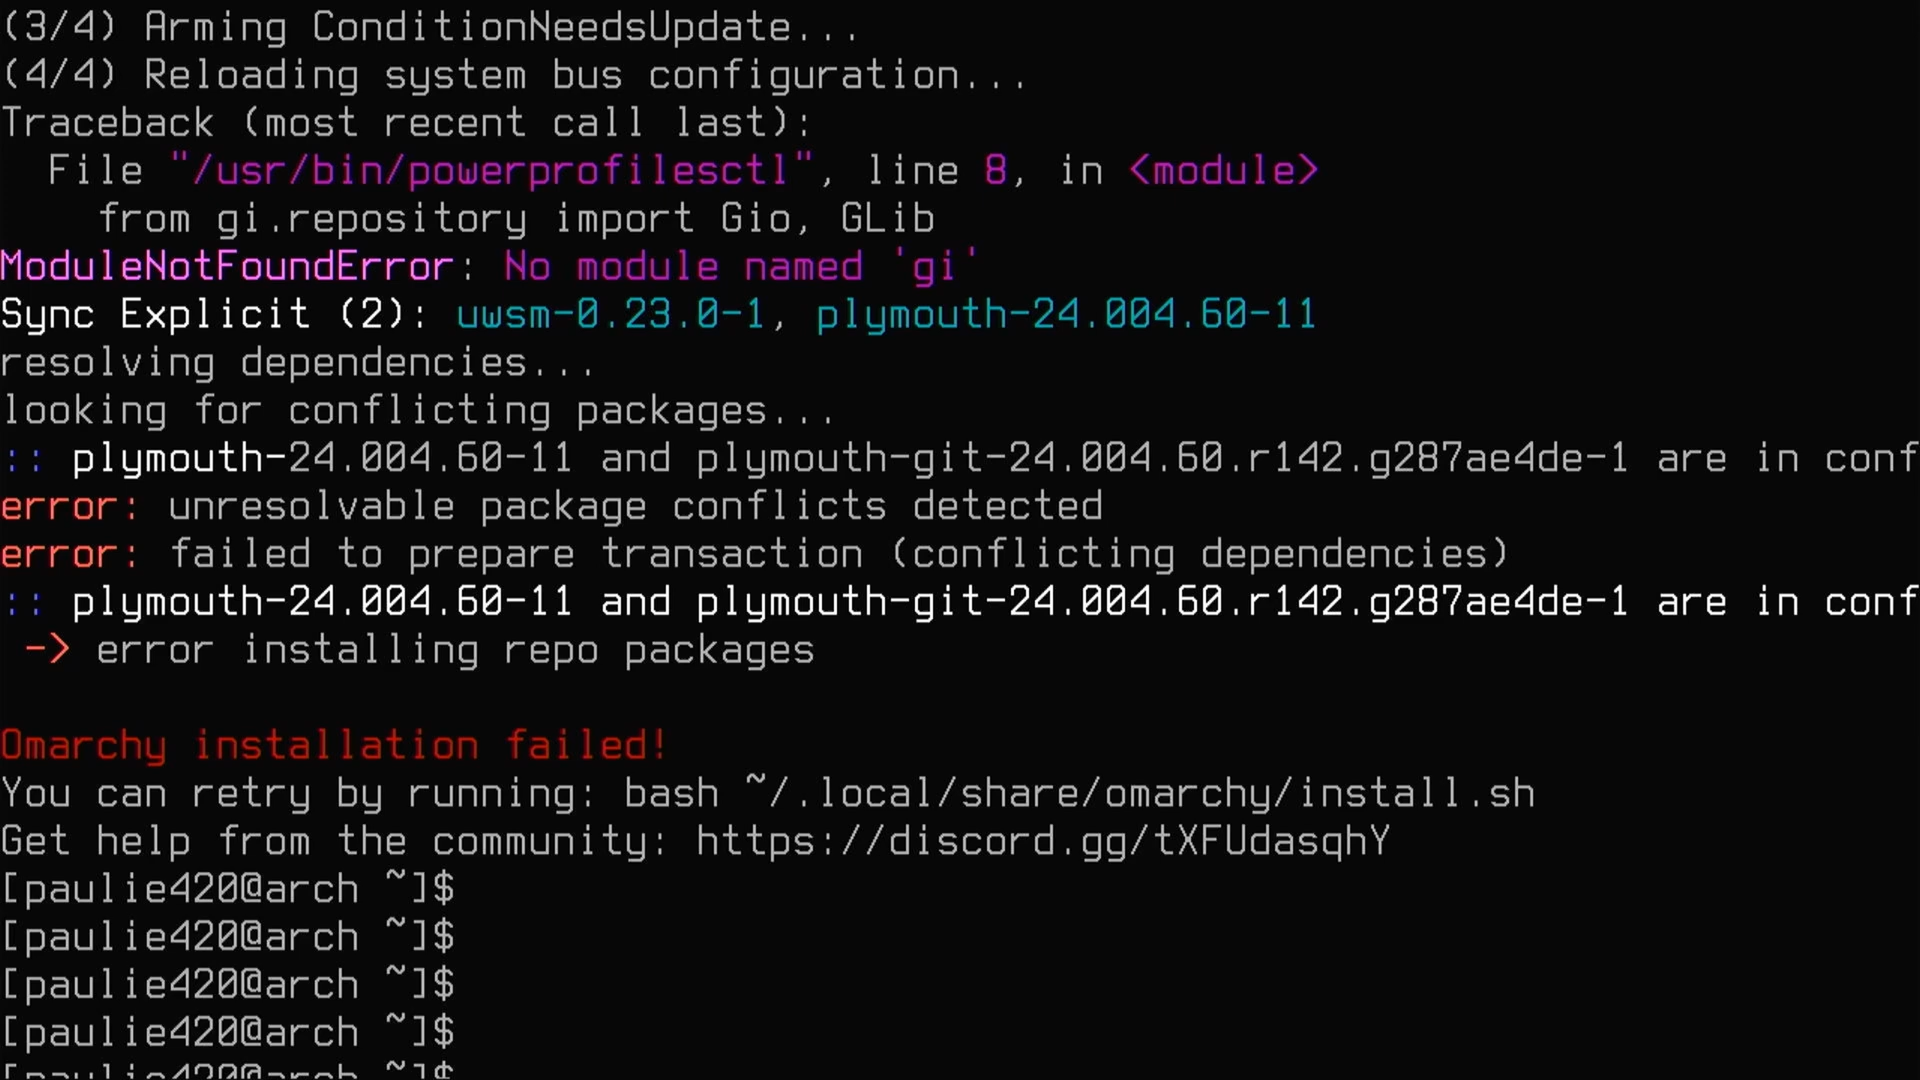 (3/4) Arming ConditionNeedsUpdate...
(4/4) Reloading system bus configuration...
Traceback (most recent call last):
  File "/usr/bin/powerprofilesctl", line 8, in <module>
    from gi.repository import Gio, GLib
ModuleNotFoundError: No module named 'gi'
Sync Explicit (2): uwsm-0.23.0-1, plymouth-24.004.60-11
resolving dependencies...
looking for conflicting packages...
:: plymouth-24.004.60-11 and plymouth-git-24.004.60.r142.g287ae4de-1 are in conf
error: unresolvable package conflicts detected
error: failed to prepare transaction (conflicting dependencies)
:: plymouth-24.004.60-11 and plymouth-git-24.004.60.r142.g287ae4de-1 are in conf
 -> error installing repo packages

Omarchy installation failed!
You can retry by running: bash ~/.local/share/omarchy/install.sh
Get help from the community: https://discord.gg/tXFUdasqhY
[paulie420@arch ~]$
[paulie420@arch ~]$
[paulie420@arch ~]$
[paulie420@arch ~]$
[paulie420@arch ~]$